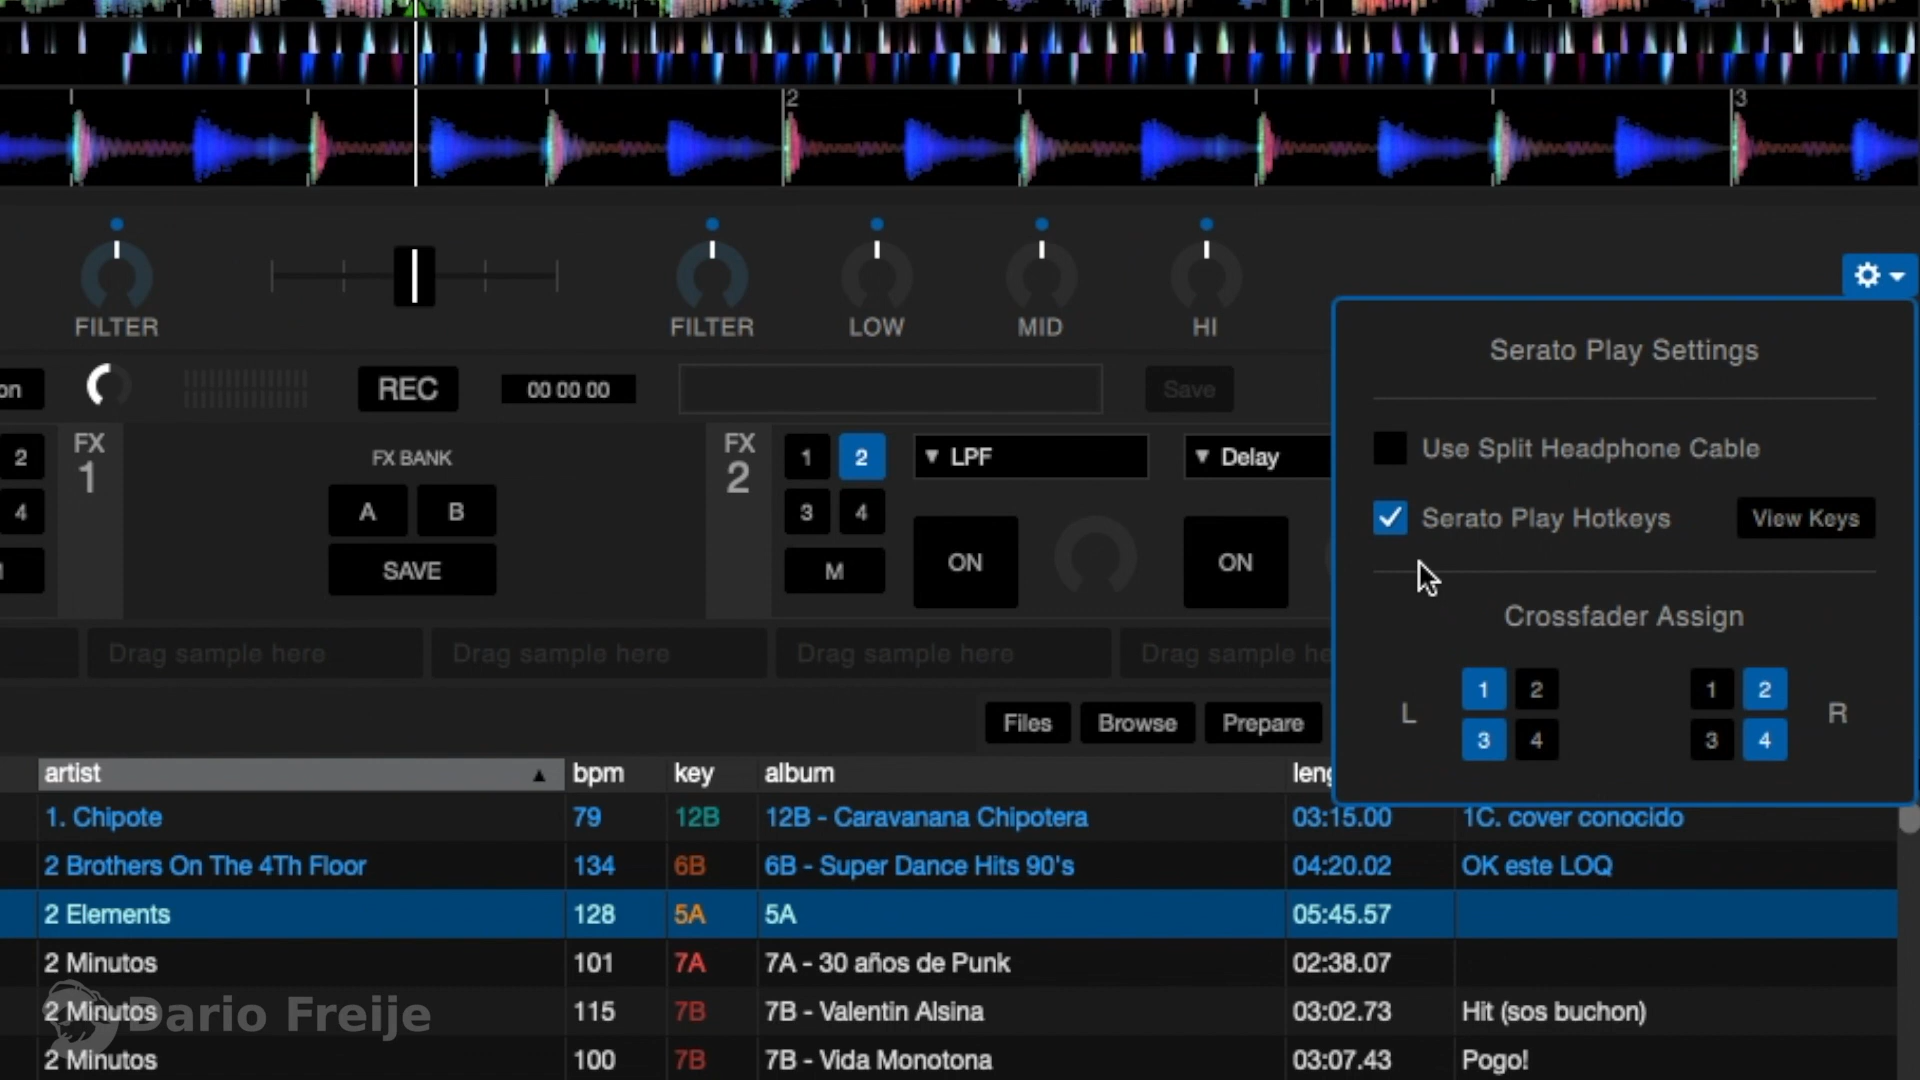 2
3
FILTER
FILTER
LOW
MID
HI
on
REC
00 00 00
Save
2
4
FX
1
FX BANK
A
B
SAVE
FX
2
1
2
3
4
M
LPF
Delay
ON
ON
Serato Play Settings
Use Split Headphone Cable
Serato Play Hotkeys
View Keys
Crossfader Assign
L
1 2
3 4
1 2
3 4
R
Drag sample here
Drag sample here
Drag sample here
Drag sample he
Files
Browse
Prepare
artist bpm key album leng
1. Chipote 79 12B 12B - Caravanana Chipotera 03:15.00 1C. cover conocido
2 Brothers On The 4Th Floor 134 6B 6B - Super Dance Hits 90's 04:20.02 OK este LOQ
2 Elements 128 5A 5A 05:45.57
2 Minutos 101 7A 7A - 30 años de Punk 02:38.07
2 Minutos 115 7B 7B - Valentin Alsina 03:02.73 Hit (sos buchon)
2 Minutos 100 7B 7B - Vida Monotona 03:07.43 Pogo!
Dario Freije